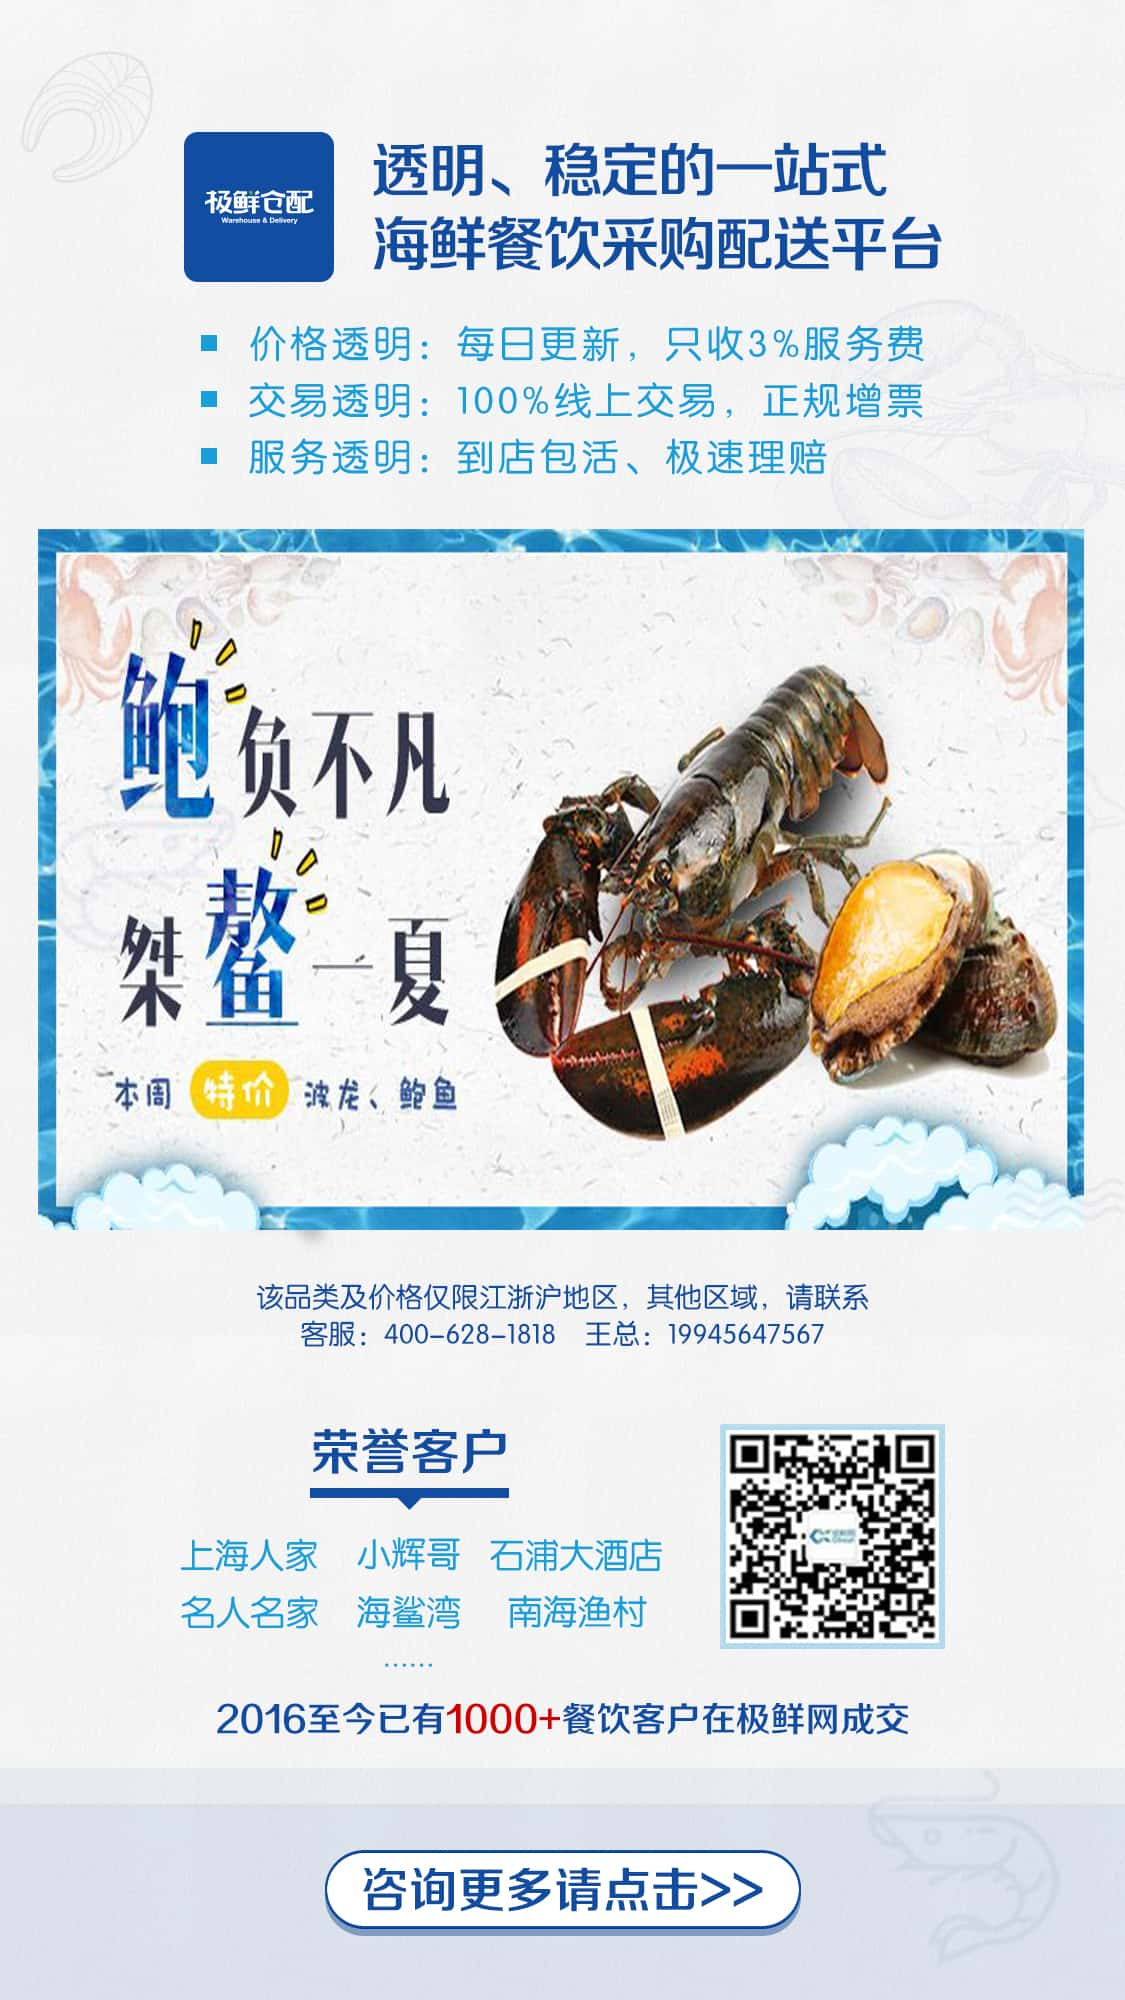 极鲜仓配
Warehouse & Delivery
透明、稳定的一站式
海鲜餐饮采购配送平台
价格透明：每日更新，只收3%服务费
交易透明：100%线上交易，正规增票
服务透明：到店包活、极速理赔
鲍负不凡
桀鳌一夏
本周 特价 波龙、鲍鱼
该品类及价格仅限江浙沪地区，其他区域，请联系
客服：400-628-1818 王总：19945647567
荣誉客户
上海人家 小辉哥 石浦大酒店
名人名家 海鲨湾 南海渔村
······
2016至今已有1000+餐饮客户在极鲜网成交
咨询更多请点击>>